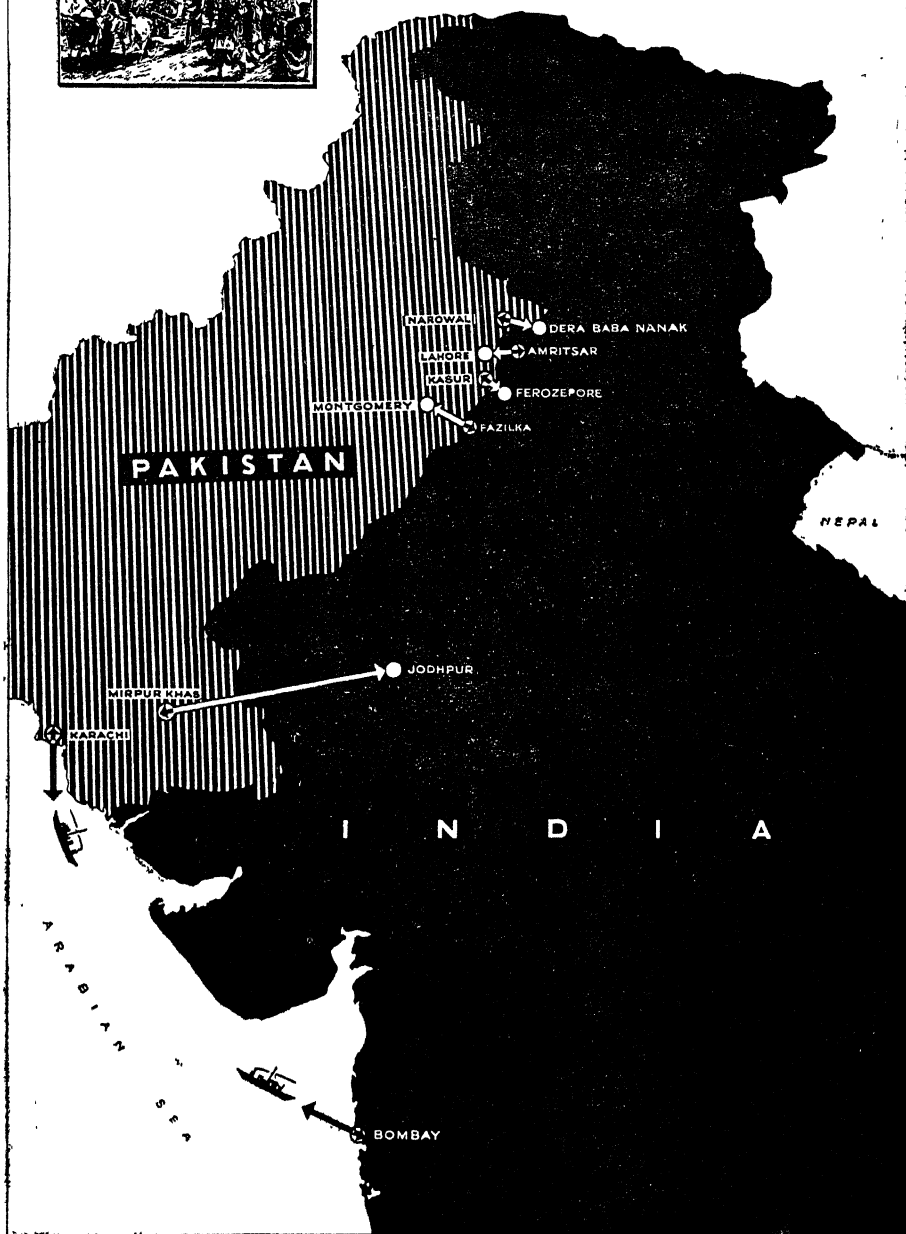 NAROWAL
DERA BABA NANAK
LAHORE
AMRITSAR
KASUR
FEROZEPORE
MONTGOMERY
FAZILKA
PAKISTAN
NEPAL
JODHPUR
MIRPUR KHAS
KARACHI
INDIA
ARABIAN SEA
BOMBAY